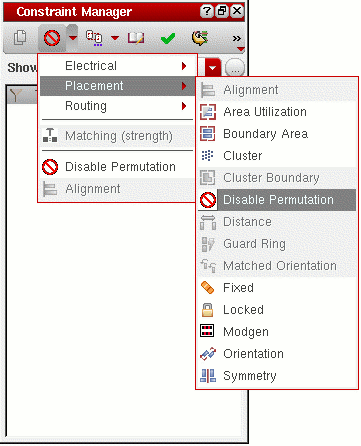 Constraint Manager
Show
Electrical
Placement
Routing
Matching (strength)
Disable Permutation
Alignment
Alignment
Area Utilization
Boundary Area
Cluster
Cluster Boundary
Disable Permutation
Distance
Guard Ring
Matched Orientation
Fixed
Locked
Modgen
Orientation
Symmetry